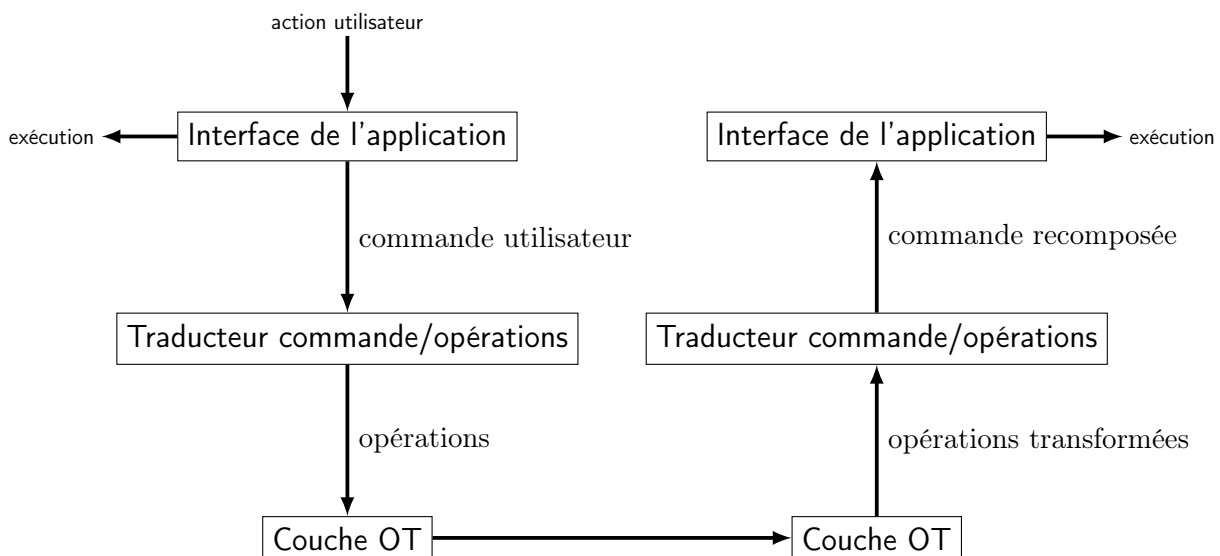 action utilisateur
exécution
Interface de l'application
Interface de l'application
exécution
commande utilisateur
commande recomposée
Traducteur commande/opérations
Traducteur commande/opérations
opérations
opérations transformées
Couche OT
Couche OT